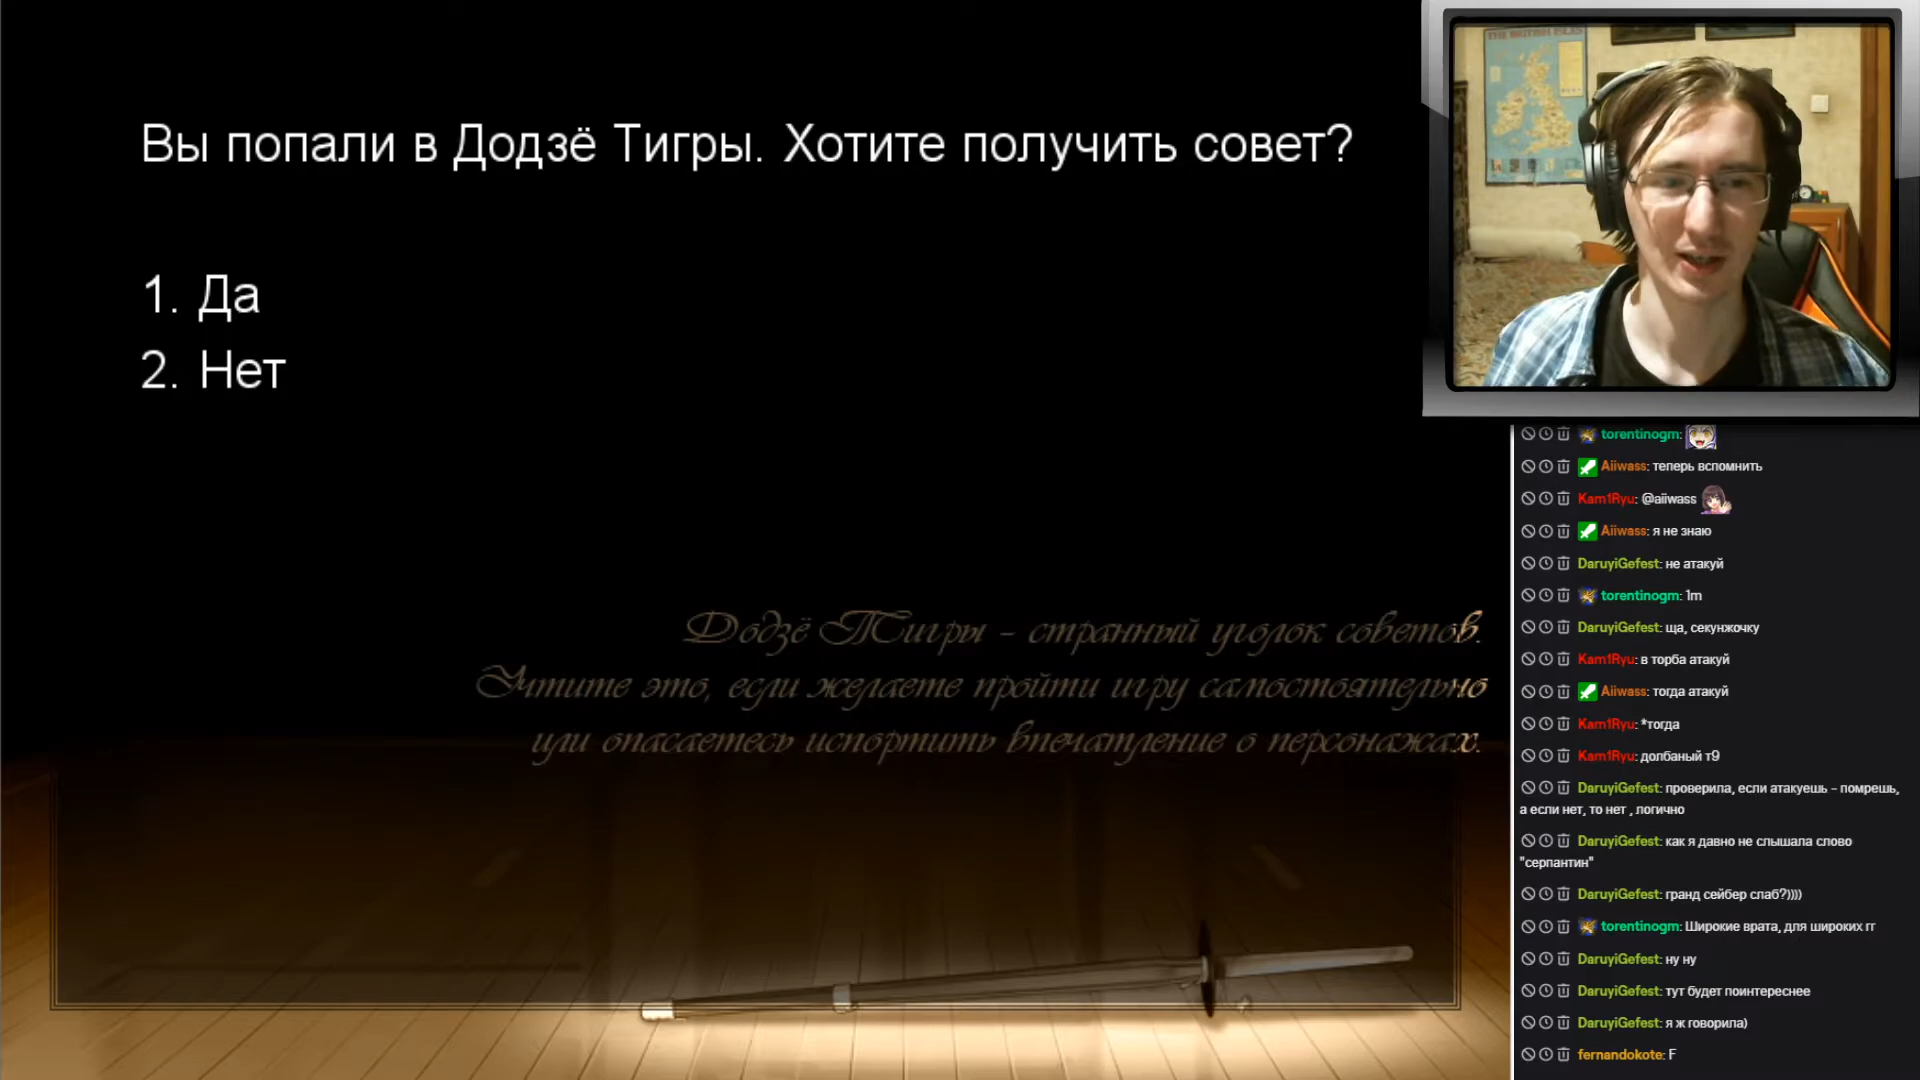 Вы попали в Додзё Тигры. Хотите получить совет?
1. Да
2. Нет
Додзё Тигры – странный уголок советов.
Учтите это, если желаете пройти игру самостоятельно
или опасаетесь испортить впечатление о персонажах.
THE BRITISH ISLES
torentinogm:
Aiiwass: теперь вспомнить
Kam1Ryu: @aiiwass
Aiiwass: я не знаю
DaruyiGefest: не атакуй
torentinogm: 1m
DaruyiGefest: ща, секунжочку
Kam1Ryu: в торба атакуй
Aiiwass: тогда атакуй
Kam1Ryu: *тогда
Kam1Ryu: долбаный т9
DaruyiGefest: проверила, если атакуешь – помрешь,
а если нет, то нет , логично
DaruyiGefest: как я давно не слышала слово
"серпантин"
DaruyiGefest: гранд сейбер слаб?))))
torentinogm: Широкие врата, для широких гг
DaruyiGefest: ну ну
DaruyiGefest: тут будет поинтереснее
DaruyiGefest: я ж говорила)
fernandokote: F